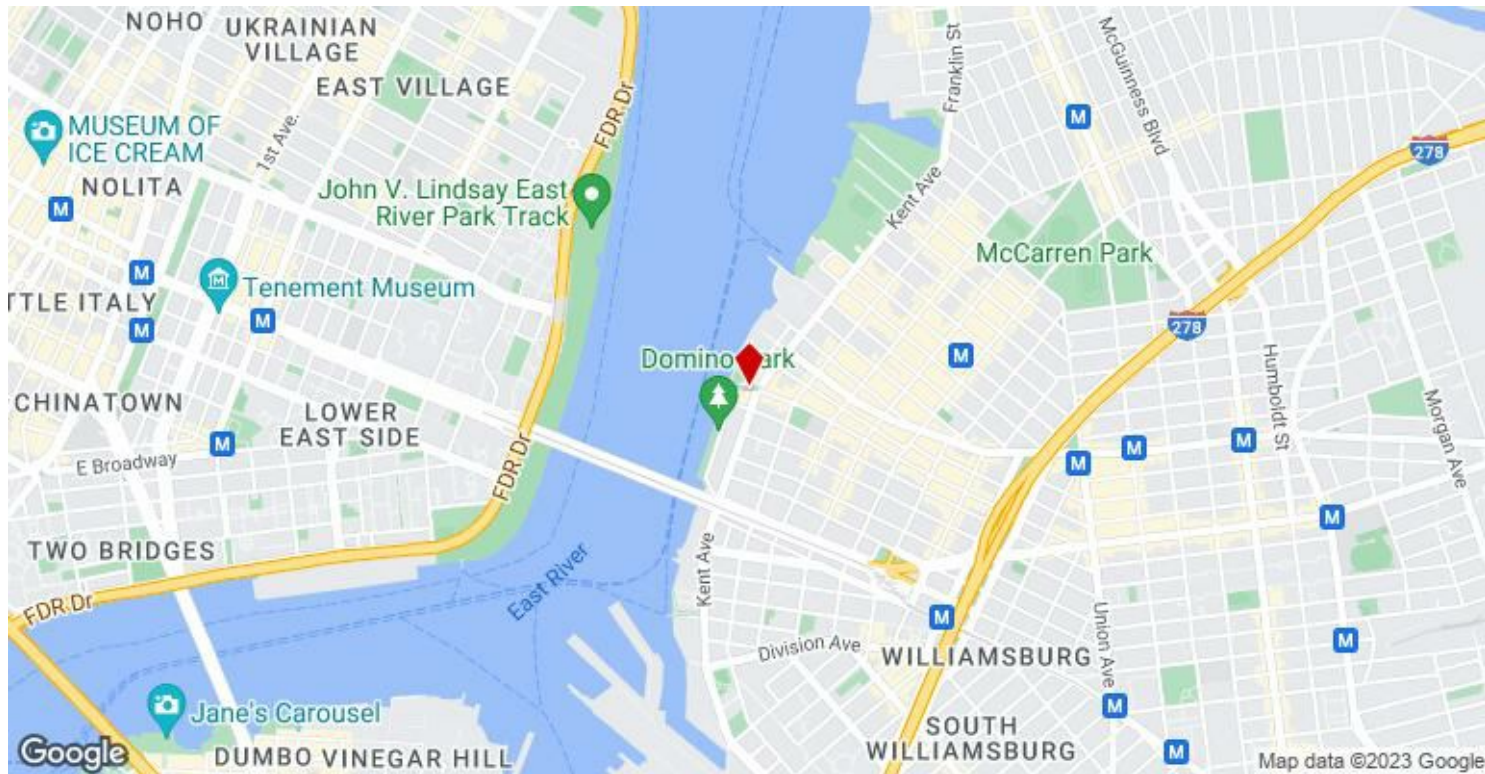 NOHO
UKRAINIAN
VILLAGE
EAST VILLAGE
FDR Dr
Franklin St
McGuinness Blvd
M
278
MUSEUM OF
ICE CREAM
1st Ave.
NOLITA
M
John V. Lindsay East
River Park Track
Kent Ave
McCarren Park
M
Tenement Museum
TTLE ITALY
M
M
278
M
Domino Park
Humboldt St
CHINATOWN
LOWER
EAST SIDE
M
E Broadway
FDR Dr
M
M
M
Morgan Ave
M
TWO BRIDGES
East River
Kent Ave
FDR Dr
M
Union Ave
M
Division Ave
WILLIAMSBURG
Jane's Carousel
M
SOUTH
WILLIAMSBURG
M
DUMBO
VINEGAR HILL
Google
Map data ©2023 Google